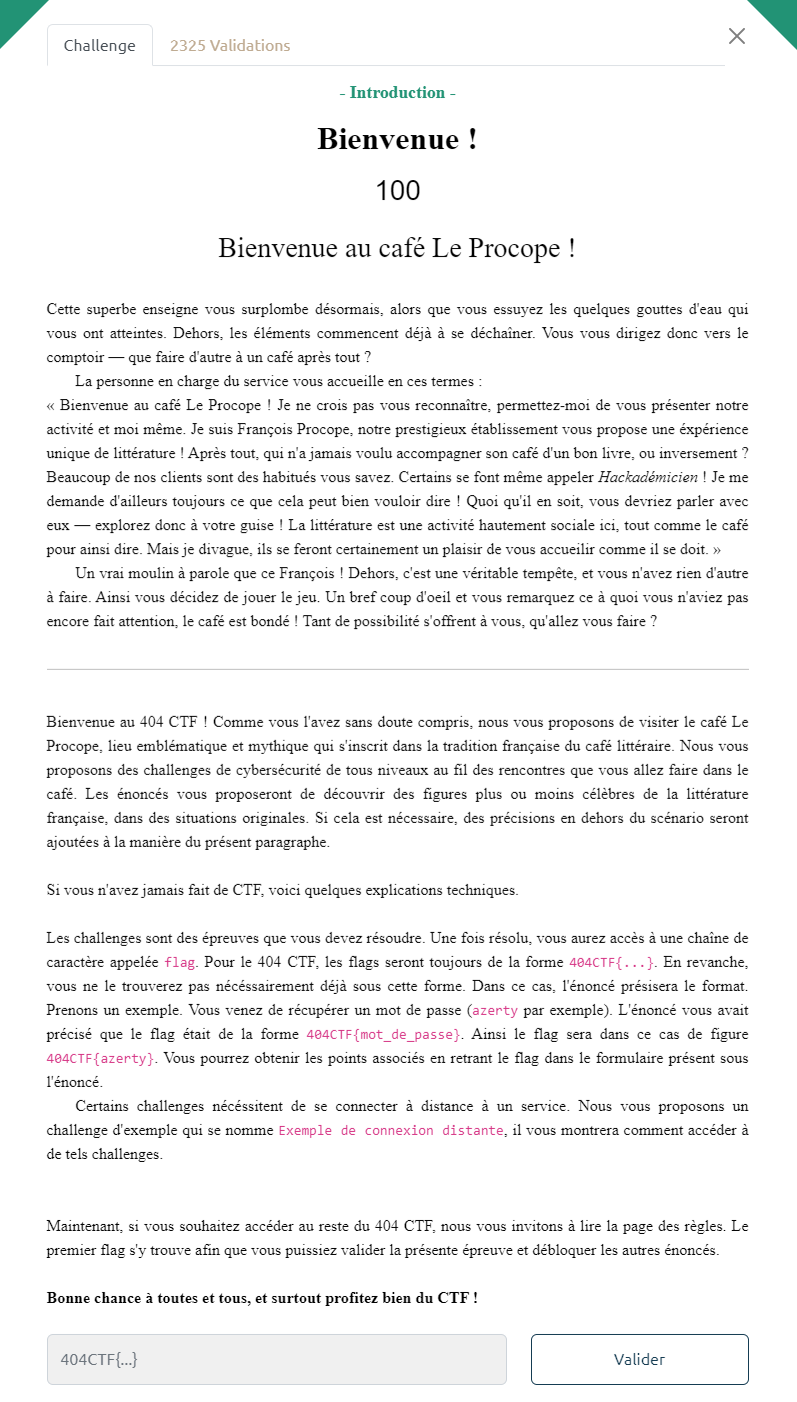 Challenge
2325 Validations
- Introduction -
Bienvenue !
100
Bienvenue au café Le Procope !
Cette superbe enseigne vous surplombe désormais, alors que vous essuyez les quelques gouttes d'eau qui
vous ont atteintes. Dehors, les éléments commencent déjà à se déchaîner. Vous vous dirigez donc vers le
comptoir — que faire d'autre à un café après tout ?
La personne en charge du service vous accueille en ces termes :
« Bienvenue au café Le Procope ! Je ne crois pas vous reconnaître, permettez-moi de vous présenter notre
activité et moi même. Je suis François Procope, notre prestigieux établissement vous propose une éxpérience
unique de littérature ! Après tout, qui n'a jamais voulu accompagner son café d'un bon livre, ou inversement ?
Beaucoup de nos clients sont des habitués vous savez. Certains se font même appeler Hackadémicien ! Je me
demande d'ailleurs toujours ce que cela peut bien vouloir dire ! Quoi qu'il en soit, vous devriez parler avec
eux — explorez donc à votre guise ! La littérature est une activité hautement sociale ici, tout comme le café
pour ainsi dire. Mais je divague, ils se feront certainement un plaisir de vous accueilir comme il se doit. »
Un vrai moulin à parole que ce François ! Dehors, c'est une véritable tempête, et vous n'avez rien d'autre
à faire. Ainsi vous décidez de jouer le jeu. Un bref coup d'oeil et vous remarquez ce à quoi vous n'aviez pas
encore fait attention, le café est bondé ! Tant de possibilité s'offrent à vous, qu'allez vous faire ?
Bienvenue au 404 CTF ! Comme vous l'avez sans doute compris, nous vous proposons de visiter le café Le
Procope, lieu emblématique et mythique qui s'inscrit dans la tradition française du café littéraire. Nous vous
proposons des challenges de cybersécurité de tous niveaux au fil des rencontres que vous allez faire dans le
café. Les énoncés vous proposeront de découvrir des figures plus ou moins célèbres de la littérature
française, dans des situations originales. Si cela est nécessaire, des précisions en dehors du scénario seront
ajoutées à la manière du présent paragraphe.
Si vous n'avez jamais fait de CTF, voici quelques explications techniques.
Les challenges sont des épreuves que vous devez résoudre. Une fois résolu, vous aurez accès à une chaîne de
caractère appelée flag. Pour le 404 CTF, les flags seront toujours de la forme 404CTF{...}. En revanche,
vous ne le trouverez pas nécéssairement déjà sous cette forme. Dans ce cas, l'énoncé présisera le format.
Prenons un exemple. Vous venez de récupérer un mot de passe (azerty par exemple). L'énoncé vous avait
précisé que le flag était de la forme 404CTF{mot_de_passe}. Ainsi le flag sera dans ce cas de figure
404CTF{azerty}. Vous pourrez obtenir les points associés en retrant le flag dans le formulaire présent sous
l'énoncé.
Certains challenges nécéssitent de se connecter à distance à un service. Nous vous proposons un
challenge d'exemple qui se nomme Exemple de connexion distante, il vous montrera comment accéder à
de tels challenges.
Maintenant, si vous souhaitez accéder au reste du 404 CTF, nous vous invitons à lire la page des règles. Le
premier flag s'y trouve afin que vous puissiez valider la présente épreuve et débloquer les autres énoncés.
Bonne chance à toutes et tous, et surtout profitez bien du CTF !
404CTF{...}
Valider